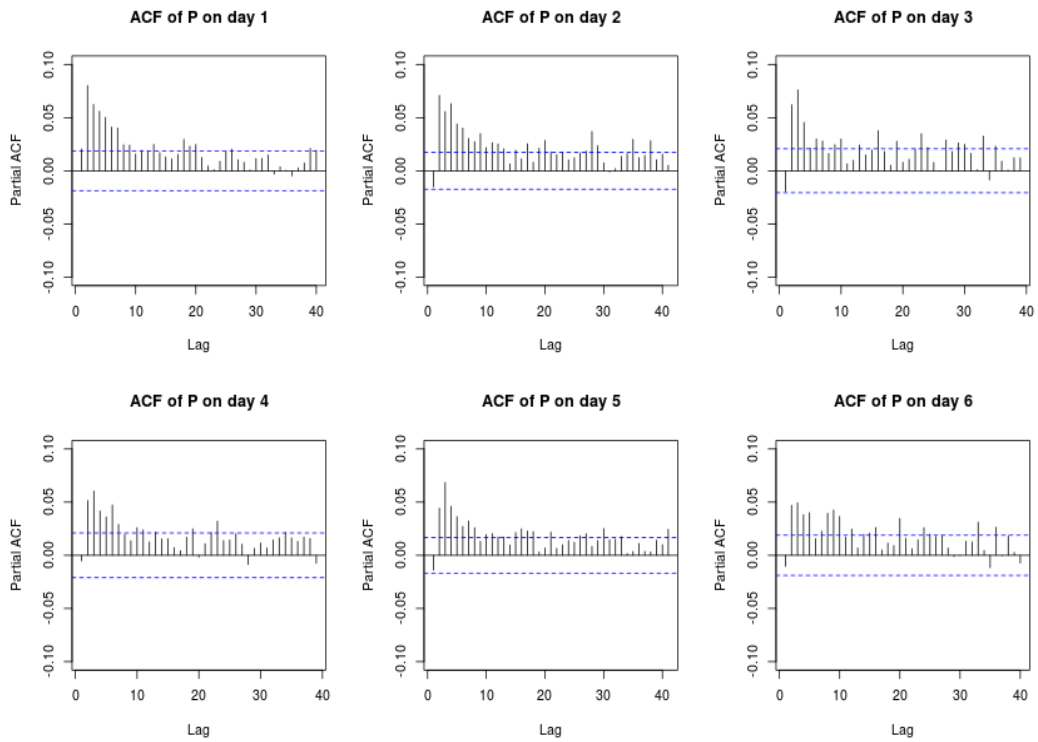 ACF of P on day 1
ACF of P on day 2
ACF of P on day 3
Partial ACF
-0.10 -0.05 0.00 0.05 0.10
0 10 20 30 40
Lag
Partial ACF
-0.10 -0.05 0.00 0.05 0.10
0 10 20 30 40
Lag
Partial ACF
-0.10 -0.05 0.00 0.05 0.10
0 10 20 30 40
Lag
ACF of P on day 4
ACF of P on day 5
ACF of P on day 6
Partial ACF
-0.10 -0.05 0.00 0.05 0.10
0 10 20 30 40
Lag
Partial ACF
-0.10 -0.05 0.00 0.05 0.10
0 10 20 30 40
Lag
Partial ACF
-0.10 -0.05 0.00 0.05 0.10
0 10 20 30 40
Lag